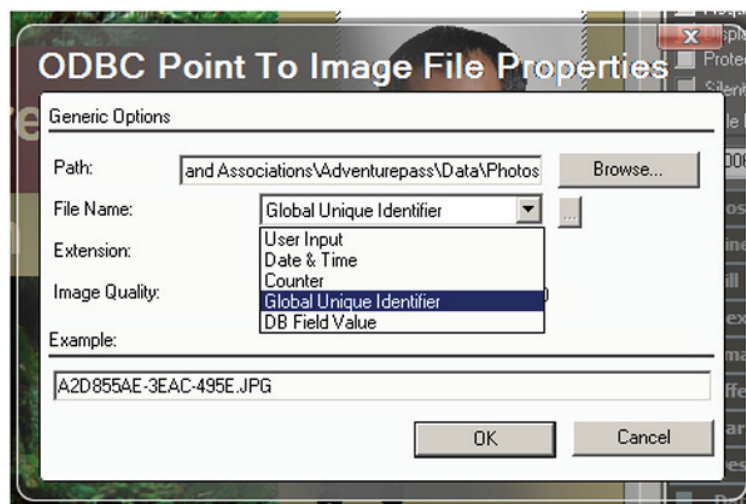 ODBC Point To Image File Properties
Generic Options
Path:
and Associations\Adventurepass\Data\Photos
Browse...
File Name:
Global Unique Identifier
...
User Input
Date & Time
Counter
Global Unique Identifier
DB Field Value
Extension:
Image Quality:
Example:
A2D855AE-3EAC-495E.JPG
OK
Cancel